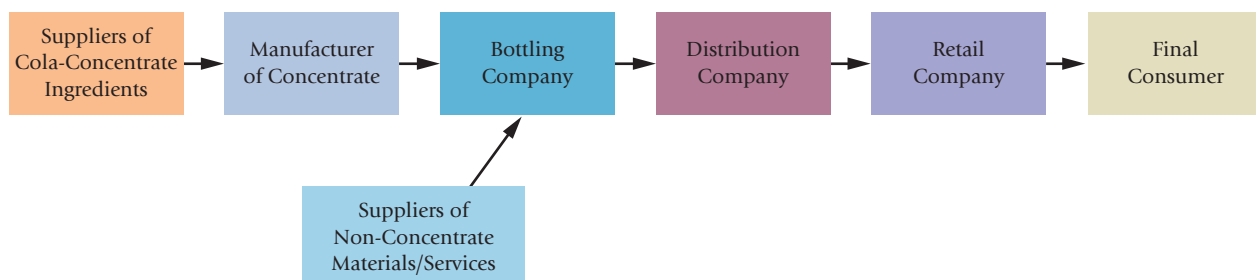 Suppliers of
Cola-Concentrate
Ingredients
Manufacturer
of Concentrate
Bottling
Company
Distribution
Company
Retail
Company
Final
Consumer
Suppliers of
Non-Concentrate
Materials/Services